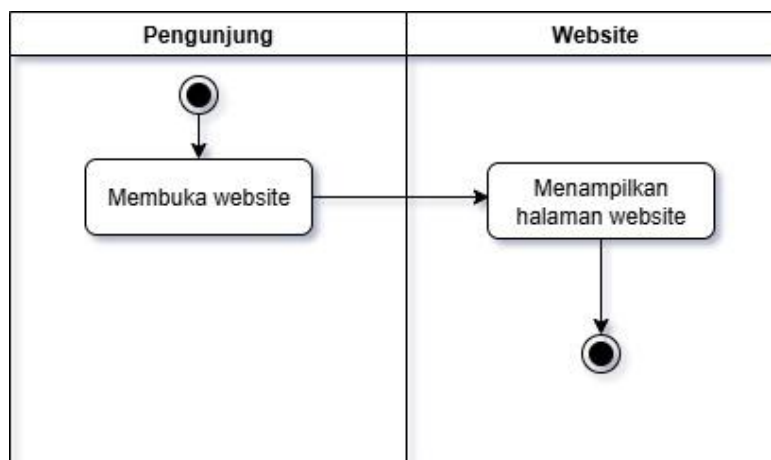 Pengunjung
Website
Membuka website
Menampilkan
halaman website